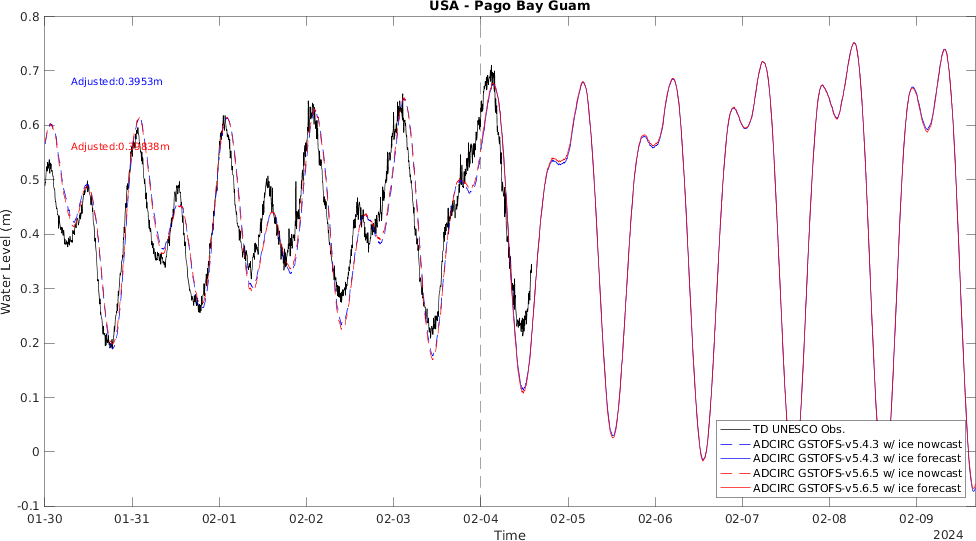 USA - Pago Bay Guam
0.8
0.7
0.6
0.5
0.4
0.3
0.2
0.1
0
-0.1
Water Level (m)
Adjusted:0.3953m
TD UNESCO Obs.
ADCIRC GSTOFS-v5.4.3 w/ ice nowcast
ADCIRC GSTOFS-v5.4.3 w/ ice forecast
ADCIRC GSTOFS-v5.6.5 w/ ice nowcast
ADCIRC GSTOFS-v5.6.5 w/ ice forecast
01-30 01-31 02-01 02-02 02-03 02-04 02-05 02-06 02-07 02-08 02-09
Time
2024